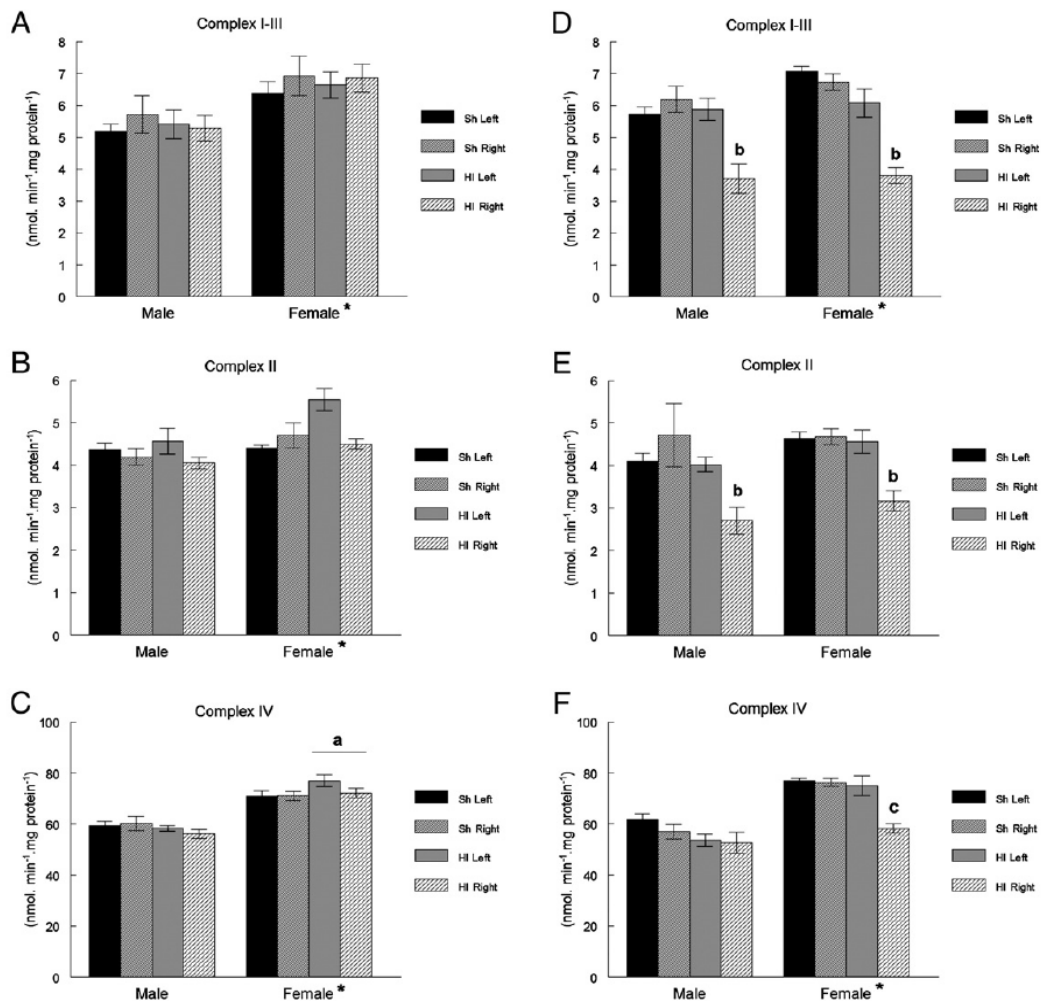 A
Complex I-III
(nmol. min⁻¹.mg protein⁻¹)
8
7
6
5
4
3
2
1
0
Male
Female *
Sh Left
Sh Right
HI Left
HI Right
D
Complex I-III
(nmol. min⁻¹.mg protein⁻¹)
8
7
6
5
4
3
2
1
0
b
b
Male
Female *
Sh Left
Sh Right
HI Left
HI Right
B
Complex II
(nmol. min⁻¹.mg protein⁻¹)
6
5
4
3
2
1
0
Male
Female *
Sh Left
Sh Right
HI Left
HI Right
E
Complex II
(nmol. min⁻¹.mg protein⁻¹)
6
5
4
3
2
1
0
b
b
Male
Female
Sh Left
Sh Right
HI Left
HI Right
C
Complex IV
(nmol. min⁻¹.mg protein⁻¹)
100
80
60
40
20
0
a
Male
Female *
Sh Left
Sh Right
HI Left
HI Right
F
Complex IV
(nmol. min⁻¹.mg protein⁻¹)
100
80
60
40
20
0
c
Male
Female *
Sh Left
Sh Right
HI Left
HI Right